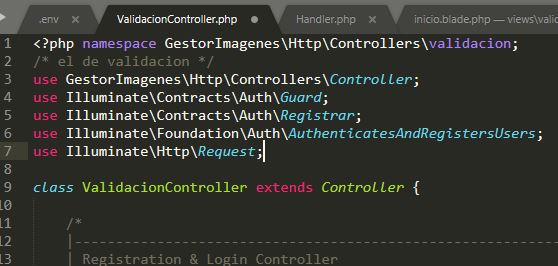 .env
ValidacionController.php
Handler.php
inicio.blade.php — views\valid
1 <?php namespace GestorImagenes\Http\Controllers\validacion;
2 /* el de validacion */
3 use GestorImagenes\Http\Controllers\Controller;
4 use Illuminate\Contracts\Auth\Guard;
5 use Illuminate\Contracts\Auth\Registrar;
6 use Illuminate\Foundation\Auth\AuthenticatesAndRegistersUsers;
7 use Illuminate\Http\Request;
8
9 class ValidacionController extends Controller {
10
11 /*
12 |--------------------------------------------------------------------------
13 | Registration & Login Controller